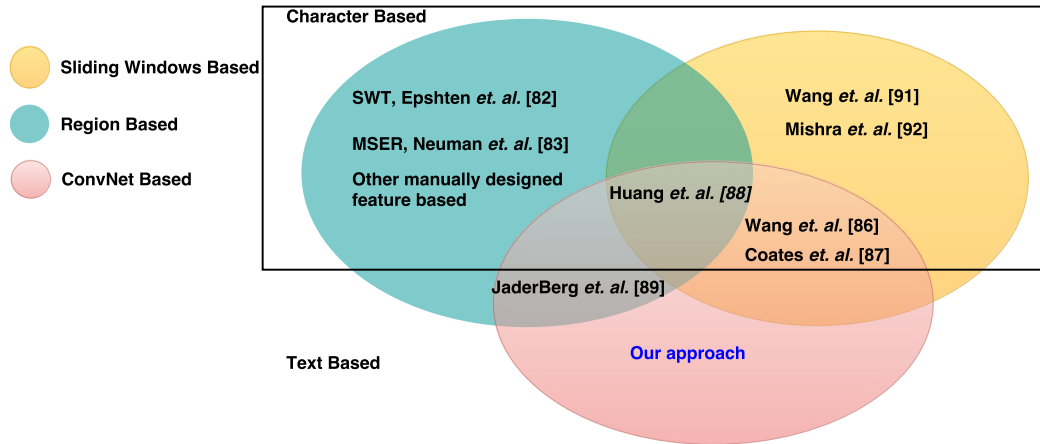 Character Based
Sliding Windows Based
Region Based
ConvNet Based
SWT, Epshten et. al. [82]
MSER, Neuman et. al. [83]
Other manually designed
feature based
Wang et. al. [91]
Mishra et. al. [92]
Huang et. al. [88]
Wang et. al. [86]
Coates et. al. [87]
JaderBerg et. al. [89]
Our approach
Text Based